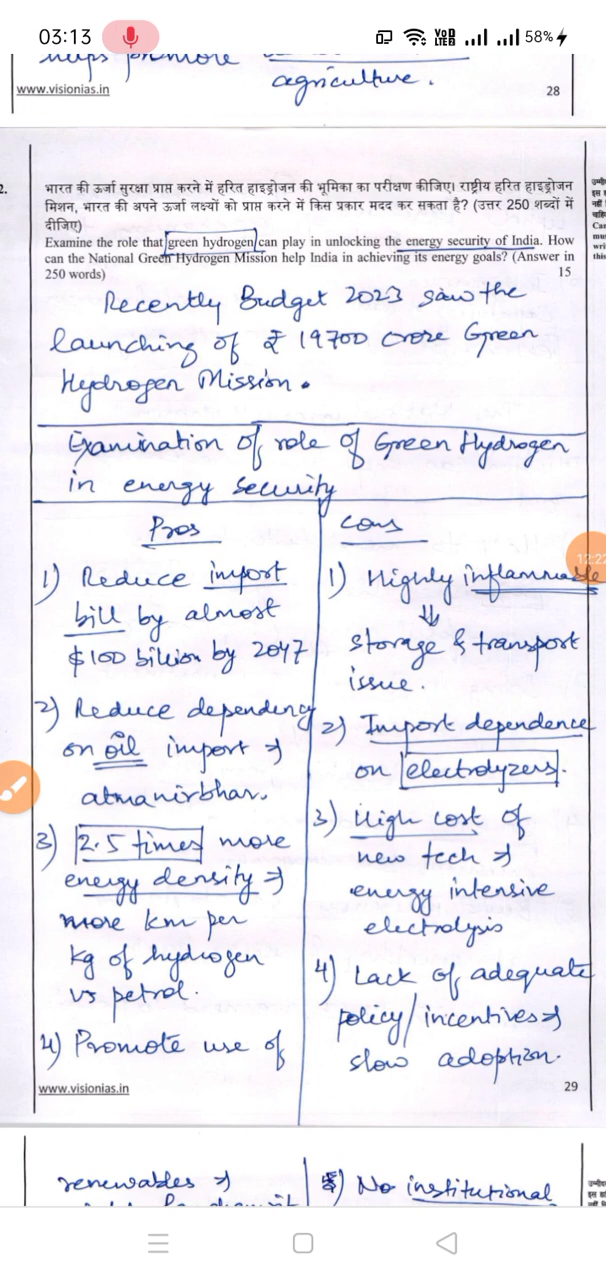 03:13
Vo) LTE2
58%
agriculture.
www.visionias.in
28
2.
भारत की ऊर्जा सुरक्षा प्राप्त करने में हरित हाइड्रोजन की भूमिका का परीक्षण कीजिए। राष्ट्रीय हरित हाइड्रोजन
मिशन, भारत की अपने ऊर्जा लक्ष्यों को प्राप्त करने में किस प्रकार मदद कर सकता है? (उत्तर 250 शब्दों में
दीजिए)
Examine the role that green hydrogen can play in unlocking the energy security of India. How
can the National Green Hydrogen Mission help India in achieving its energy goals? (Answer in
250 words)
15
Recently Budget 2023 saw the
launching of ₹ 19700 crore Green
Hydrogen Mission.
Examination of role of Green Hydrogen
in energy security
Pros
1) Reduce import
bill by almost
$100 billion by 2047
2) Reduce dependency
on oil import →
atmanirbhar.
3) 2.5 times more
energy density →
more km per
kg of hydrogen
vs petrol.
4) Promote use of
Cons
1) Highly inflammable
↓
storage & transport
issue.
2) Import dependence
on electrolyzers.
3) High cost of
new tech →
energy intensive
electrolysis
4) Lack of adequate
policy/incentives →
slow adoption.
12:22
www.visionias.in
29
renewables →
5) No institutional